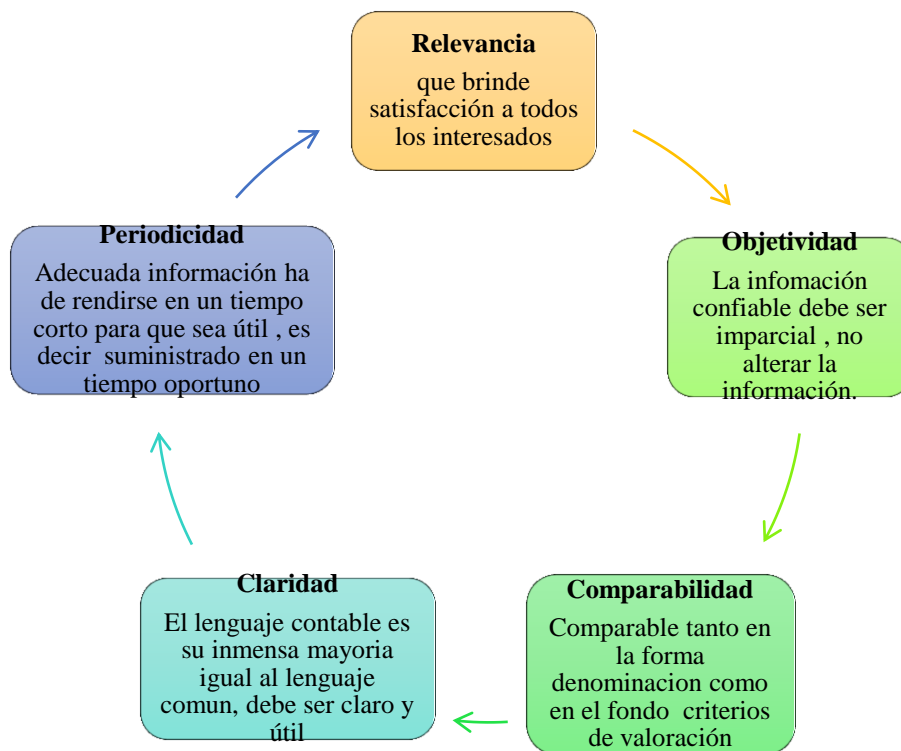 Relevancia
que brinde
satisfacción a todos
los interesados
Objetividad
La infomación
confiable debe ser
imparcial , no
alterar la
información.
Comparabilidad
Comparable tanto en
la forma
denominacion como
en el fondo criterios
de valoración
Claridad
El lenguaje contable es
su inmensa mayoria
igual al lenguaje
comun, debe ser claro y
útil
Periodicidad
Adecuada información ha
de rendirse en un tiempo
corto para que sea útil , es
decir suministrado en un
tiempo oportuno